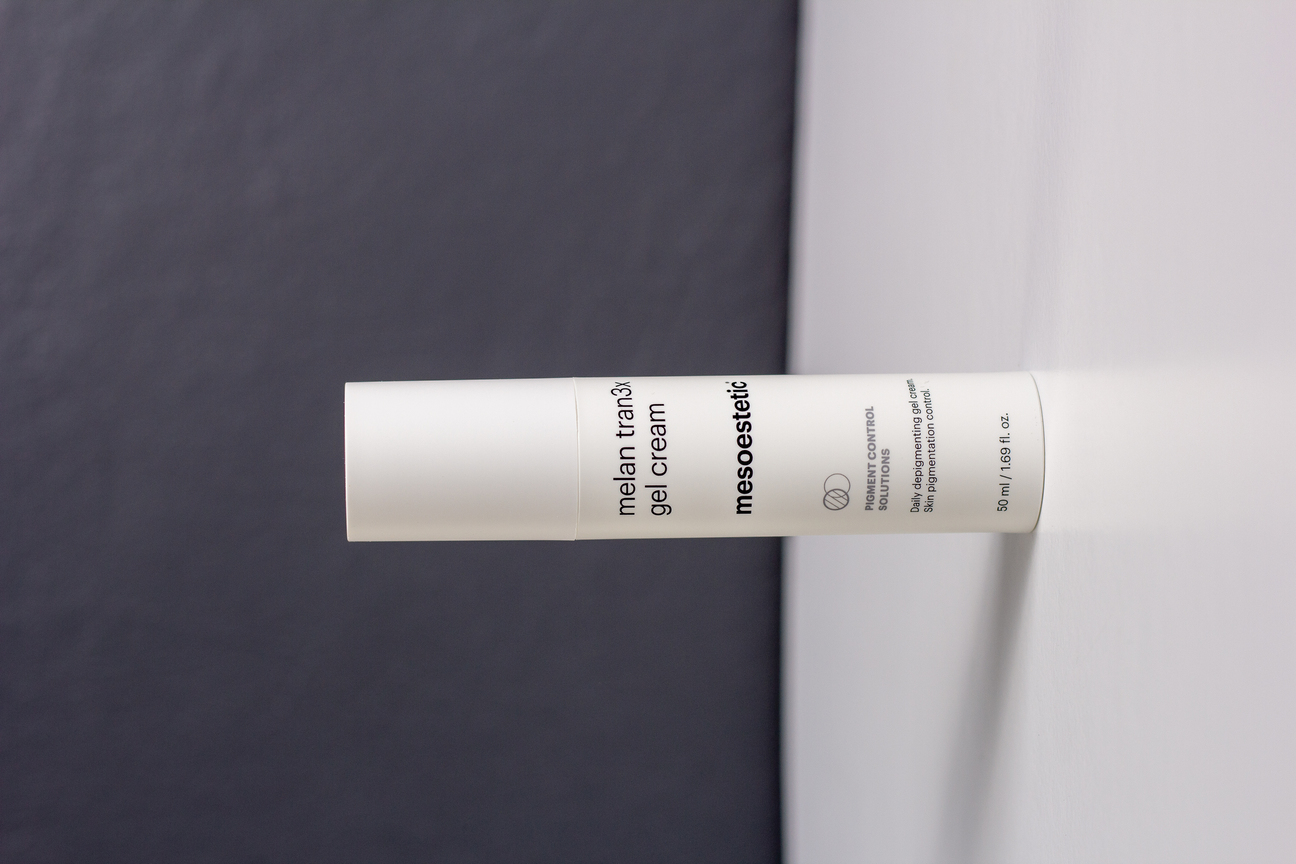 melan tran3x
gel cream
mesoestetic®
PIGMENT CONTROL
SOLUTIONS
Daily depigmenting gel cream.
Skin pigmentation control.
50 ml / 1.69 fl. oz.